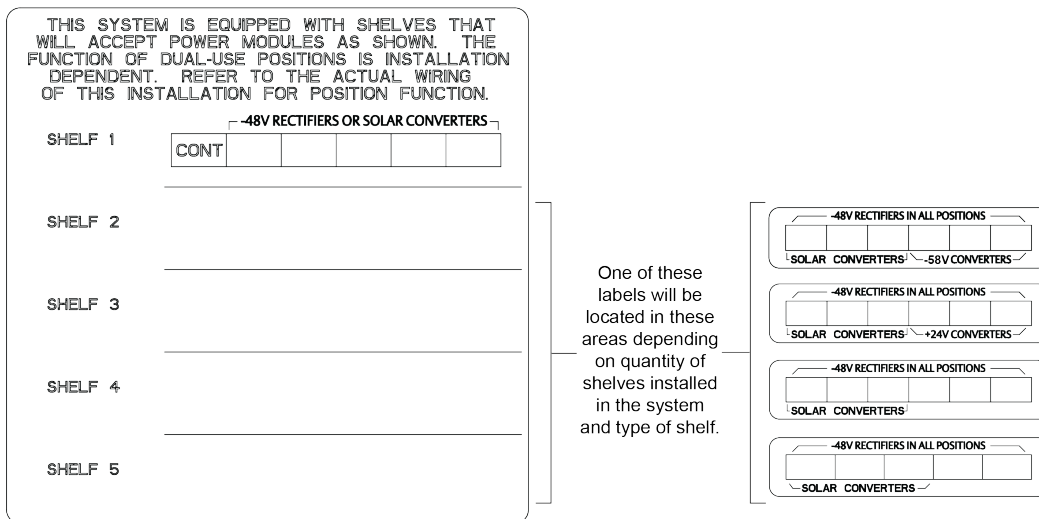 THIS SYSTEM IS EQUIPPED WITH SHELVES THAT
WILL ACCEPT POWER MODULES AS SHOWN. THE
FUNCTION OF DUAL-USE POSITIONS IS INSTALLATION
DEPENDENT. REFER TO THE ACTUAL WIRING
OF THIS INSTALLATION FOR POSITION FUNCTION.
-48V RECTIFIERS OR SOLAR CONVERTERS
SHELF 1
CONT
SHELF 2
SHELF 3
SHELF 4
SHELF 5
One of these
labels will be
located in these
areas depending
on quantity of
shelves installed
in the system
and type of shelf.
-48V RECTIFIERS IN ALL POSITIONS
SOLAR CONVERTERS -58V CONVERTERS
-48V RECTIFIERS IN ALL POSITIONS
SOLAR CONVERTERS +24V CONVERTERS
-48V RECTIFIERS IN ALL POSITIONS
SOLAR CONVERTERS
-48V RECTIFIERS IN ALL POSITIONS
SOLAR CONVERTERS